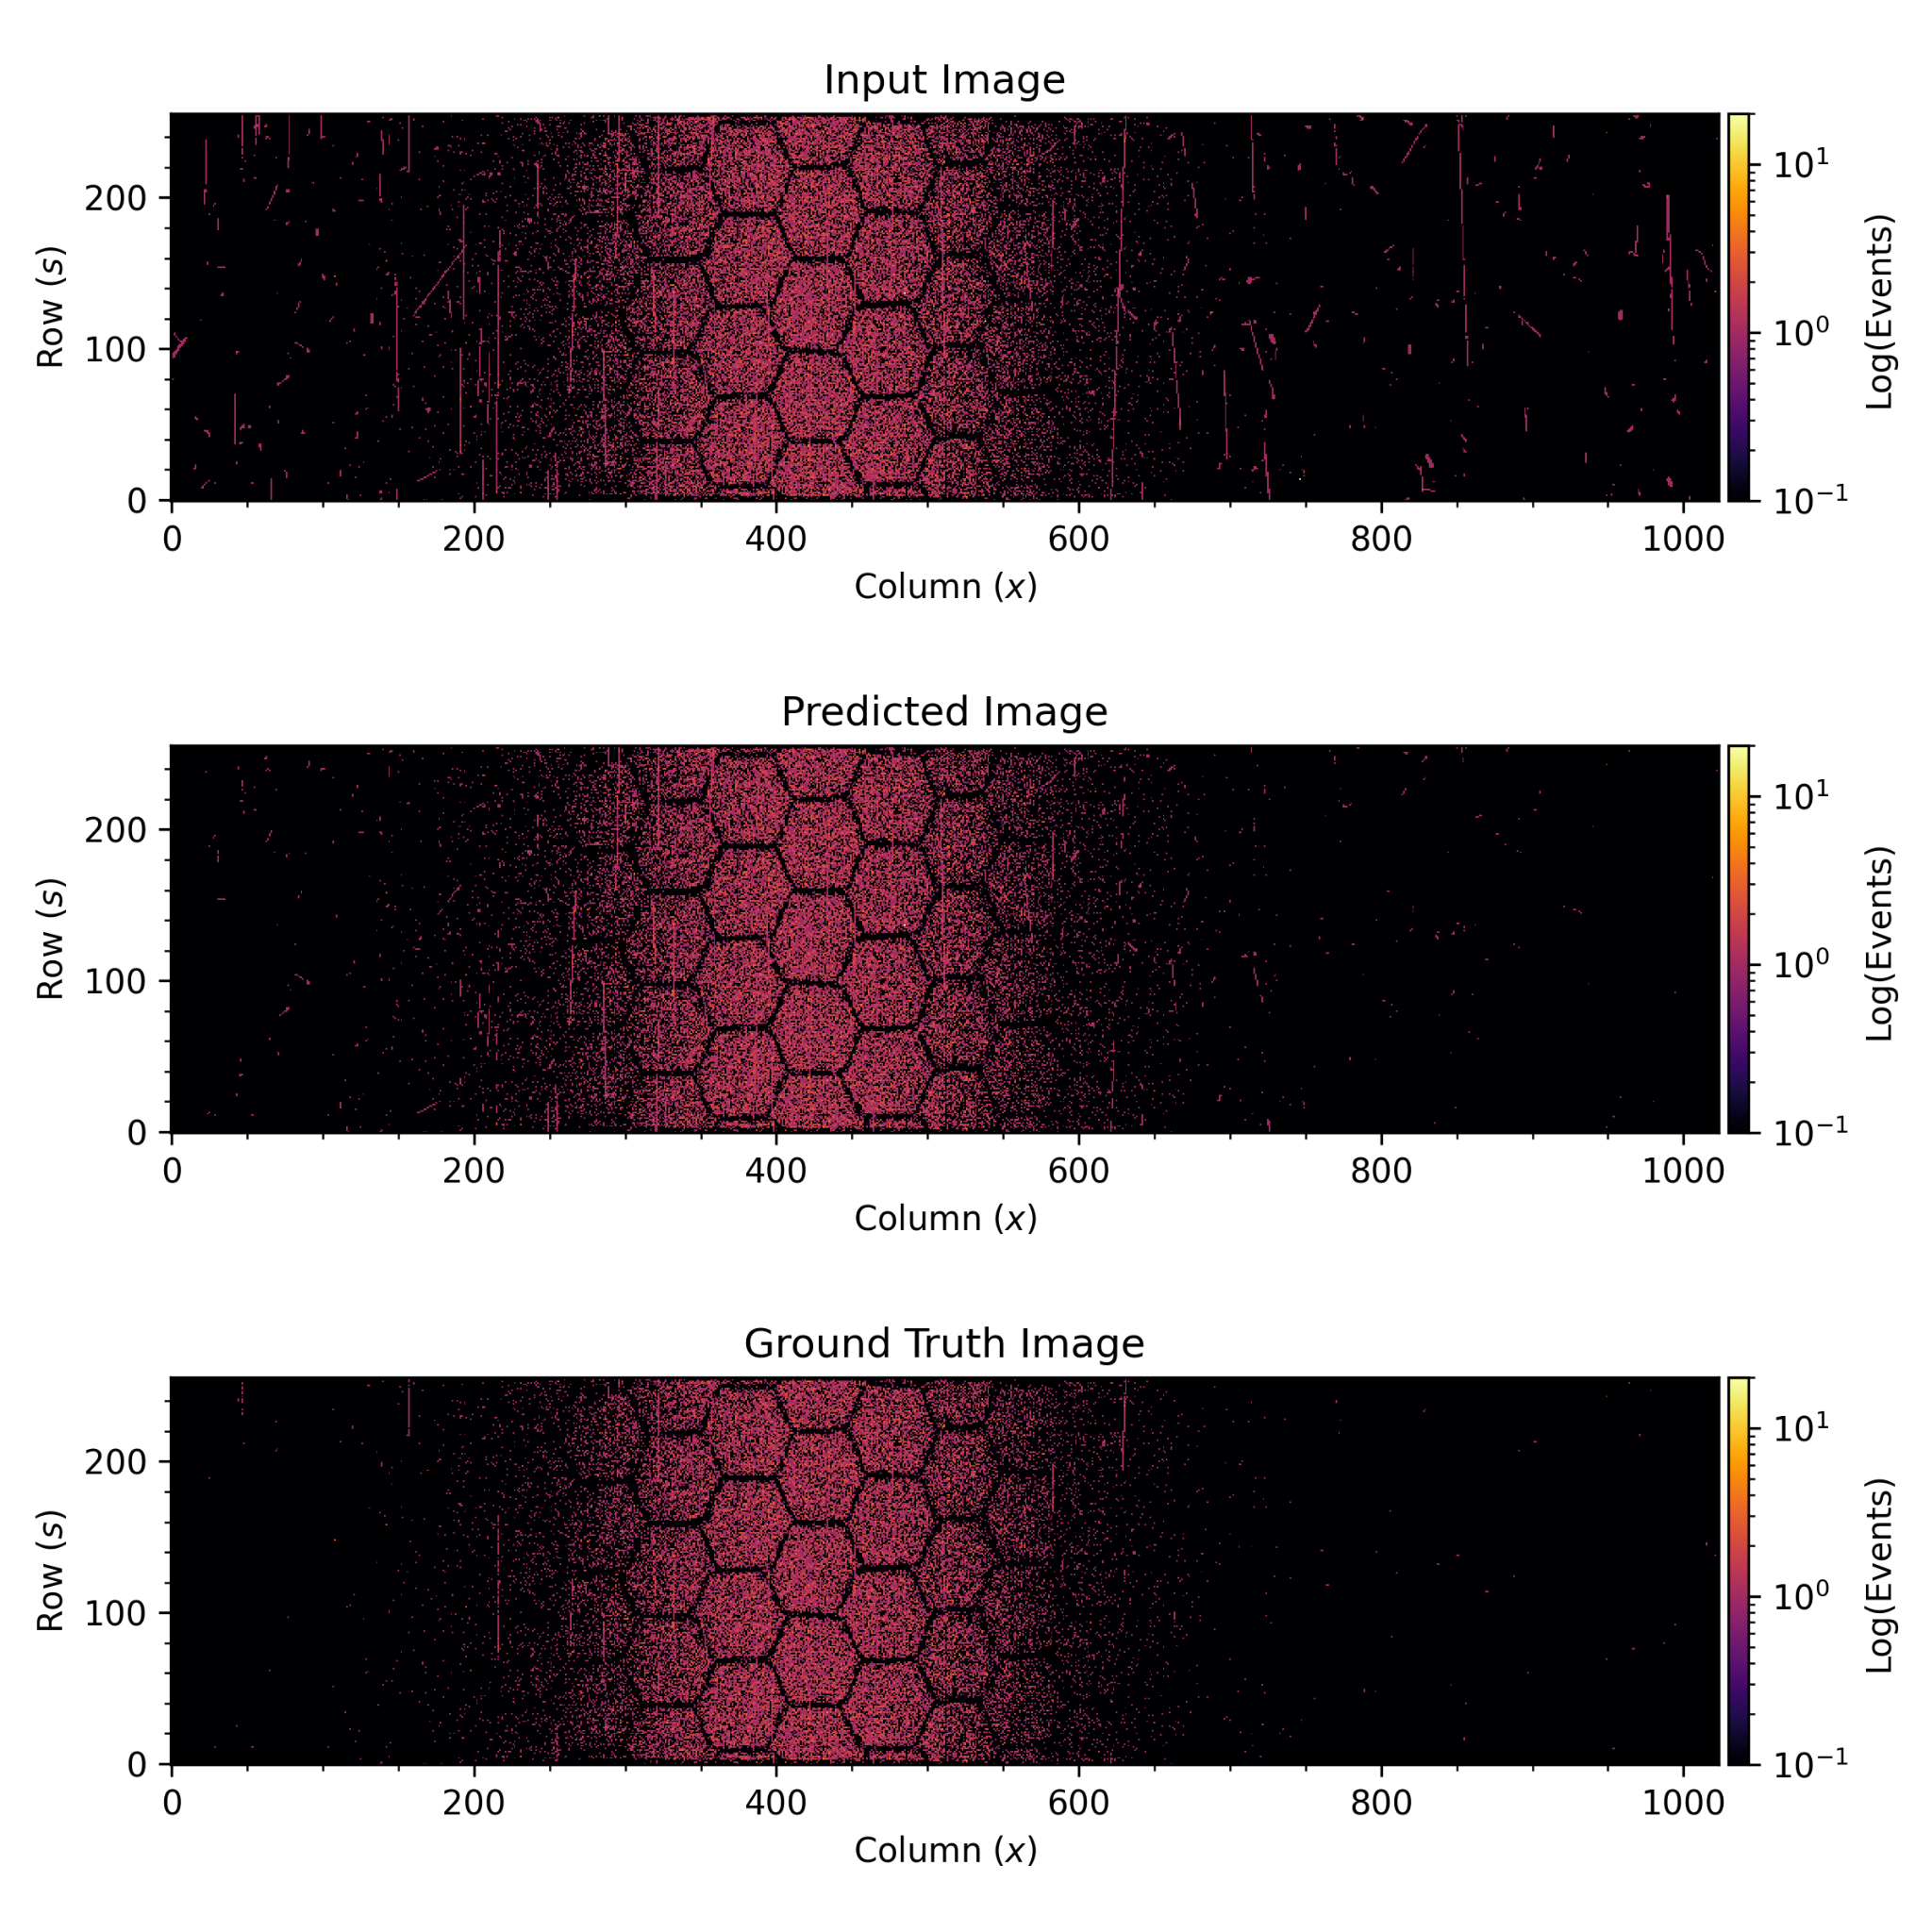 Input Image
Row (s)
200
100
0
0 200 400 600 800 1000
Column (x)
10¹
10⁰
10⁻¹
Log(Events)
Predicted Image
Row (s)
200
100
0
0 200 400 600 800 1000
Column (x)
10¹
10⁰
10⁻¹
Log(Events)
Ground Truth Image
Row (s)
200
100
0
0 200 400 600 800 1000
Column (x)
10¹
10⁰
10⁻¹
Log(Events)